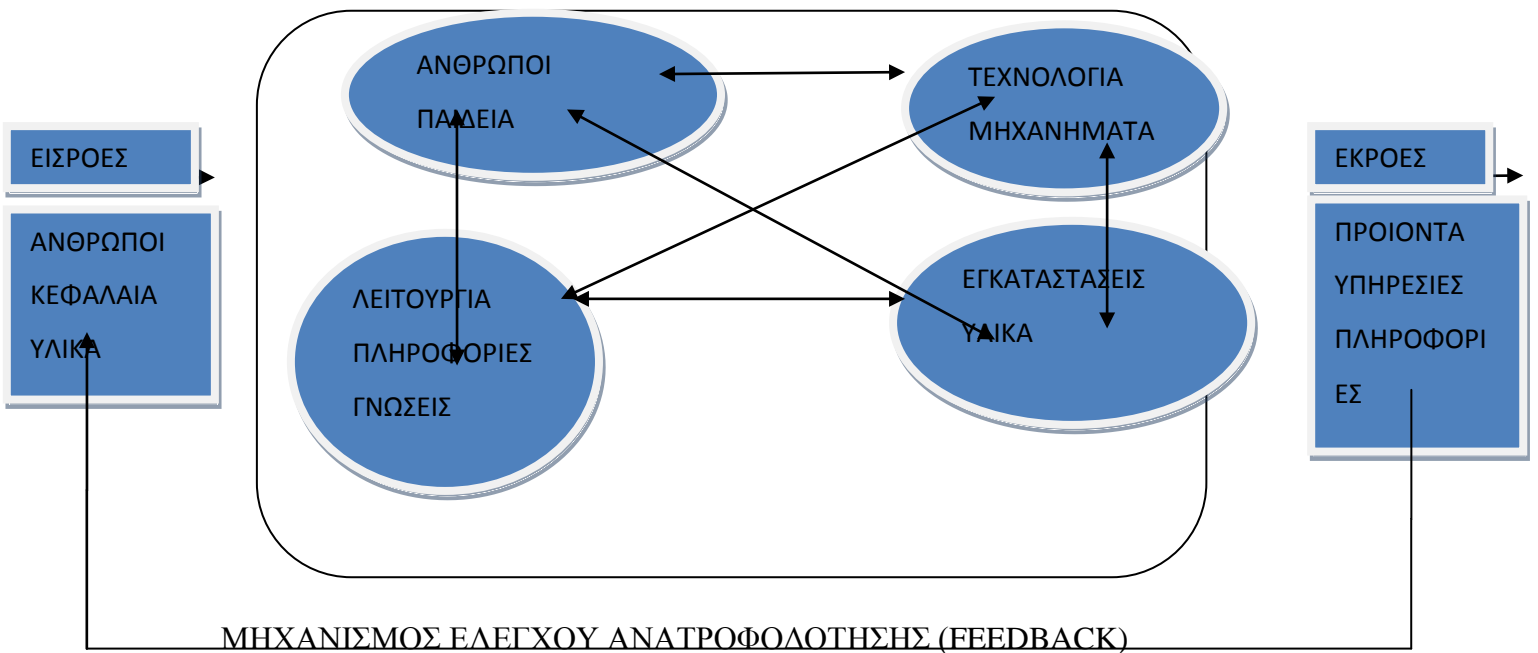 ΕΙΣΡΟΕΣ
ΑΝΘΡΩΠΟΙ
ΚΕΦΑΛΑΙΑ
ΥΛΙΚΑ
ΑΝΘΡΩΠΟΙ
ΠΑΙΔΕΙΑ
ΤΕΧΝΟΛΟΓΙΑ
ΜΗΧΑΝΗΜΑΤΑ
ΛΕΙΤΟΥΡΓΙΑ
ΠΛΗΡΟΦΟΡΙΕΣ
ΓΝΩΣΕΙΣ
ΕΓΚΑΤΑΣΤΑΣΕΙΣ
ΥΛΙΚΑ
ΕΚΡΟΕΣ
ΠΡΟΙΟΝΤΑ
ΥΠΗΡΕΣΙΕΣ
ΠΛΗΡΟΦΟΡΙ
ΕΣ
ΜΗΧΑΝΙΣΜΟΣ ΕΛΕΓΧΟΥ ΑΝΑΤΡΟΦΟΔΟΤΗΣΗΣ (FEEDBACK)